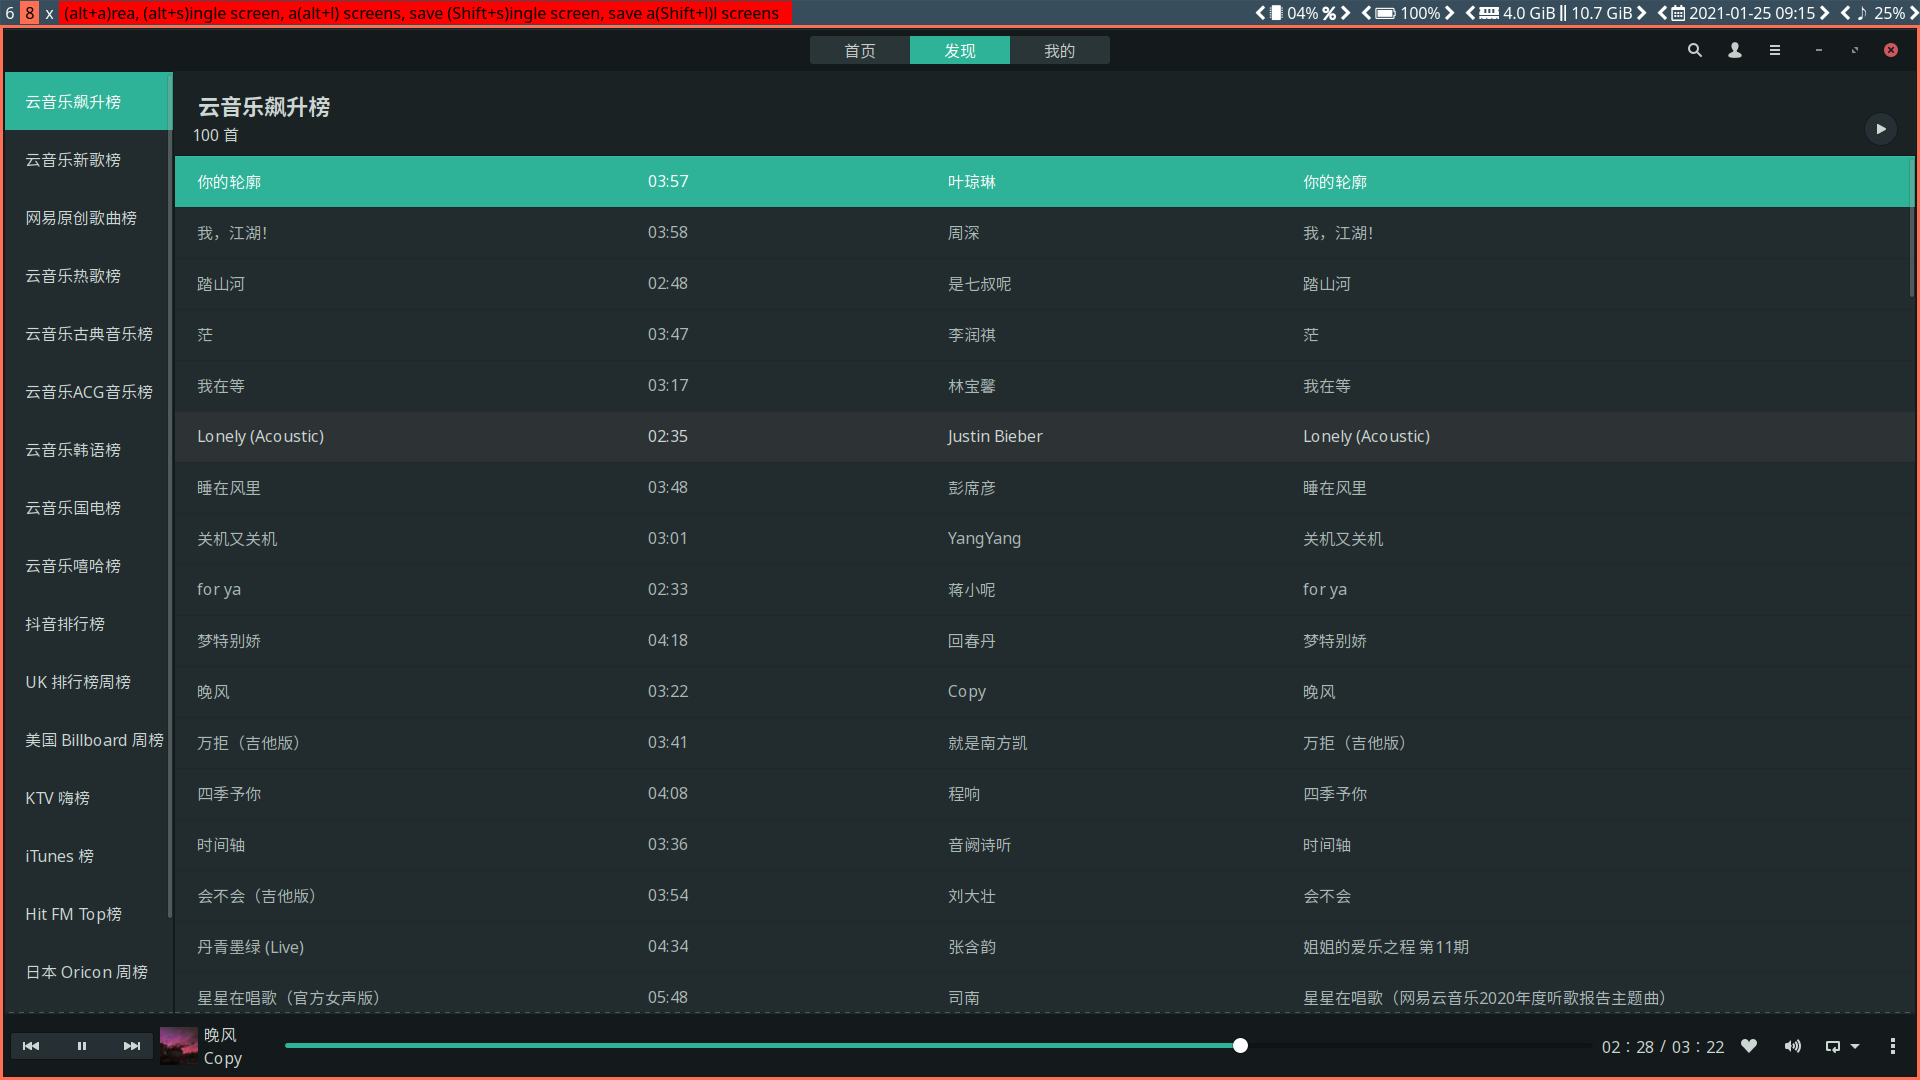 6 8 x (alt+a)rea, (alt+s)ingle screen, a(alt+l) screens, save (Shift+s)ingle screen, save a(Shift+l)l screens 04% 100% 4.0 GiB || 10.7 GiB 2021-01-25 09:15 25%
首页 发现 我的
云音乐飙升榜
云音乐新歌榜
网易原创歌曲榜
云音乐热歌榜
云音乐古典音乐榜
云音乐ACG音乐榜
云音乐韩语榜
云音乐国电榜
云音乐嘻哈榜
抖音排行榜
UK 排行榜周榜
美国 Billboard 周榜
KTV 嗨榜
iTunes 榜
Hit FM Top榜
日本 Oricon 周榜
云音乐飙升榜
100 首
你的轮廓 03:57 叶琼琳 你的轮廓
我，江湖！ 03:58 周深 我，江湖！
踏山河 02:48 是七叔呢 踏山河
茫 03:47 李润祺 茫
我在等 03:17 林宝馨 我在等
Lonely (Acoustic) 02:35 Justin Bieber Lonely (Acoustic)
睡在风里 03:48 彭席彦 睡在风里
关机又关机 03:01 YangYang 关机又关机
for ya 02:33 蒋小呢 for ya
梦特别娇 04:18 回春丹 梦特别娇
晚风 03:22 Copy 晚风
万拒（吉他版） 03:41 就是南方凯 万拒（吉他版）
四季予你 04:08 程响 四季予你
时间轴 03:36 音阙诗听 时间轴
会不会（吉他版） 03:54 刘大壮 会不会
丹青墨绿 (Live) 04:34 张含韵 姐姐的爱乐之程 第11期
星星在唱歌（官方女声版） 05:48 司南 星星在唱歌（网易云音乐2020年度听歌报告主题曲）
晚风
Copy
02：28 / 03：22